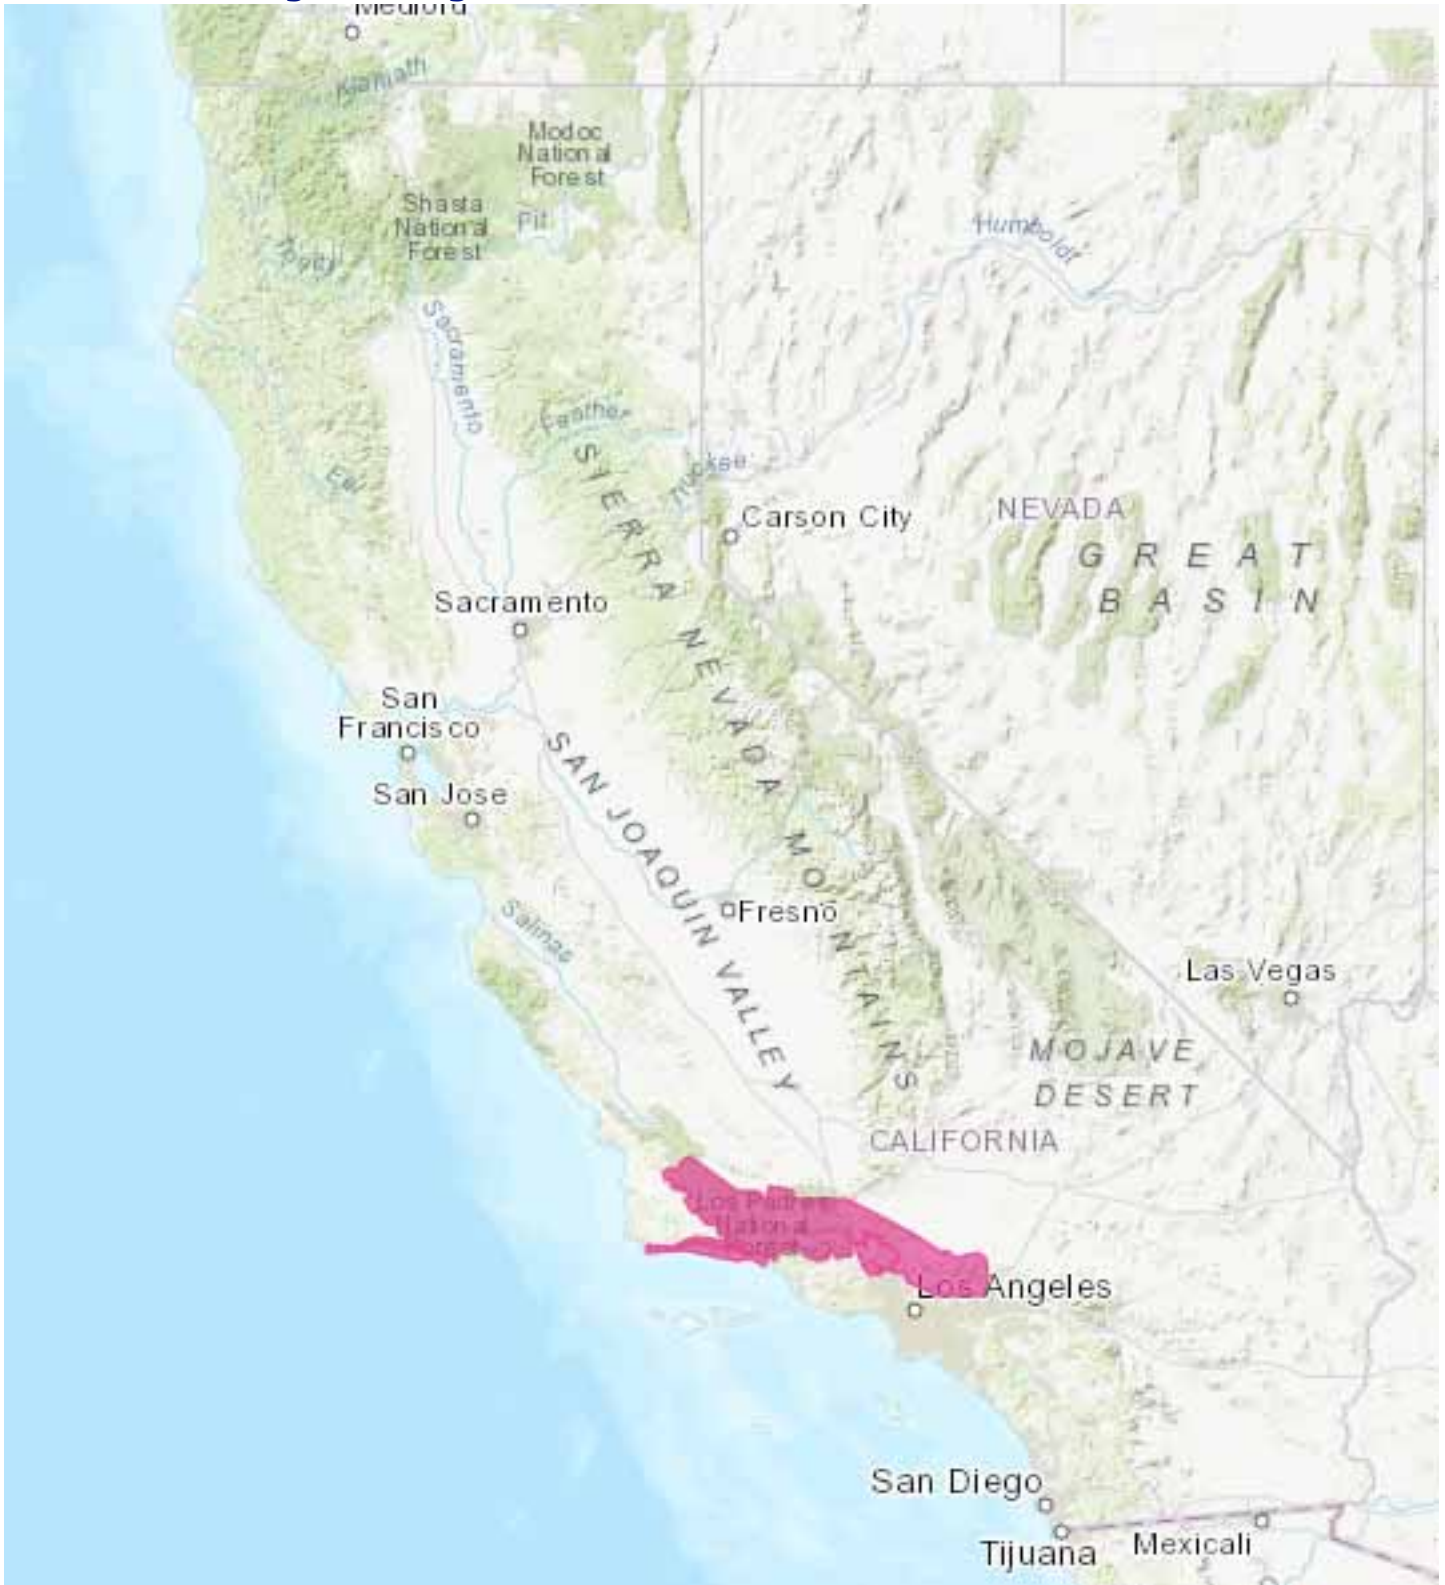 Medford
Klamath
Modoc
National
Forest
Shasta
National
Forest
Pit
Humboldt
Trinity
Sacramento
Feather
SIERRA NEVADA MOUNTAINS
Truckee
Eel
Carson City
NEVADA
GREAT
BASIN
Sacramento
San
Francisco
San Jose
SAN JOAQUIN VALLEY
Fresno
Salinas
Las Vegas
MOJAVE
DESERT
CALIFORNIA
Los Padres
National
Forest
Los Angeles
San Diego
Tijuana
Mexicali